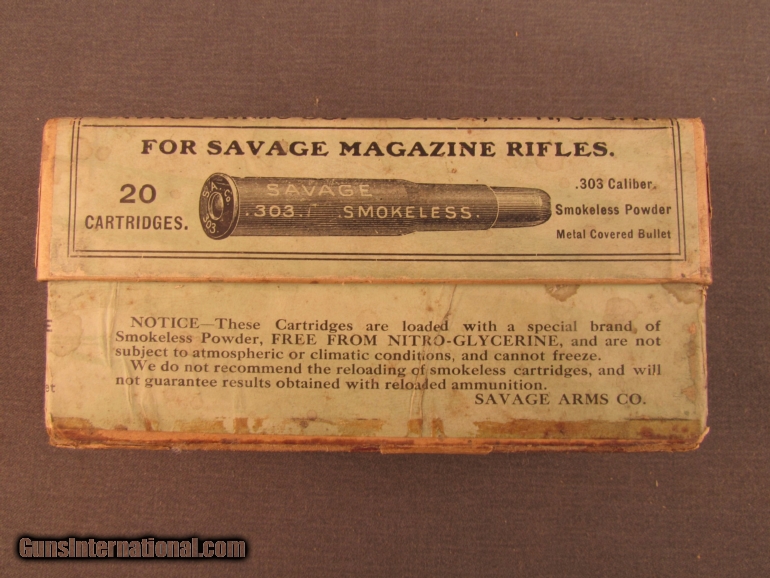 FOR SAVAGE MAGAZINE RIFLES.
20
CARTRIDGES.
S.A. Co.
303
SAVAGE
.303. SMOKELESS.
.303 Caliber.
Smokeless Powder
Metal Covered Bullet
NOTICE—These Cartridges are loaded with a special brand of
Smokeless Powder, FREE FROM NITRO-GLYCERINE, and are not
subject to atmospheric or climatic conditions, and cannot freeze.
We do not recommend the reloading of smokeless cartridges, and will
not guarantee results obtained with reloaded ammunition.
SAVAGE ARMS CO.
GunsInternational.com